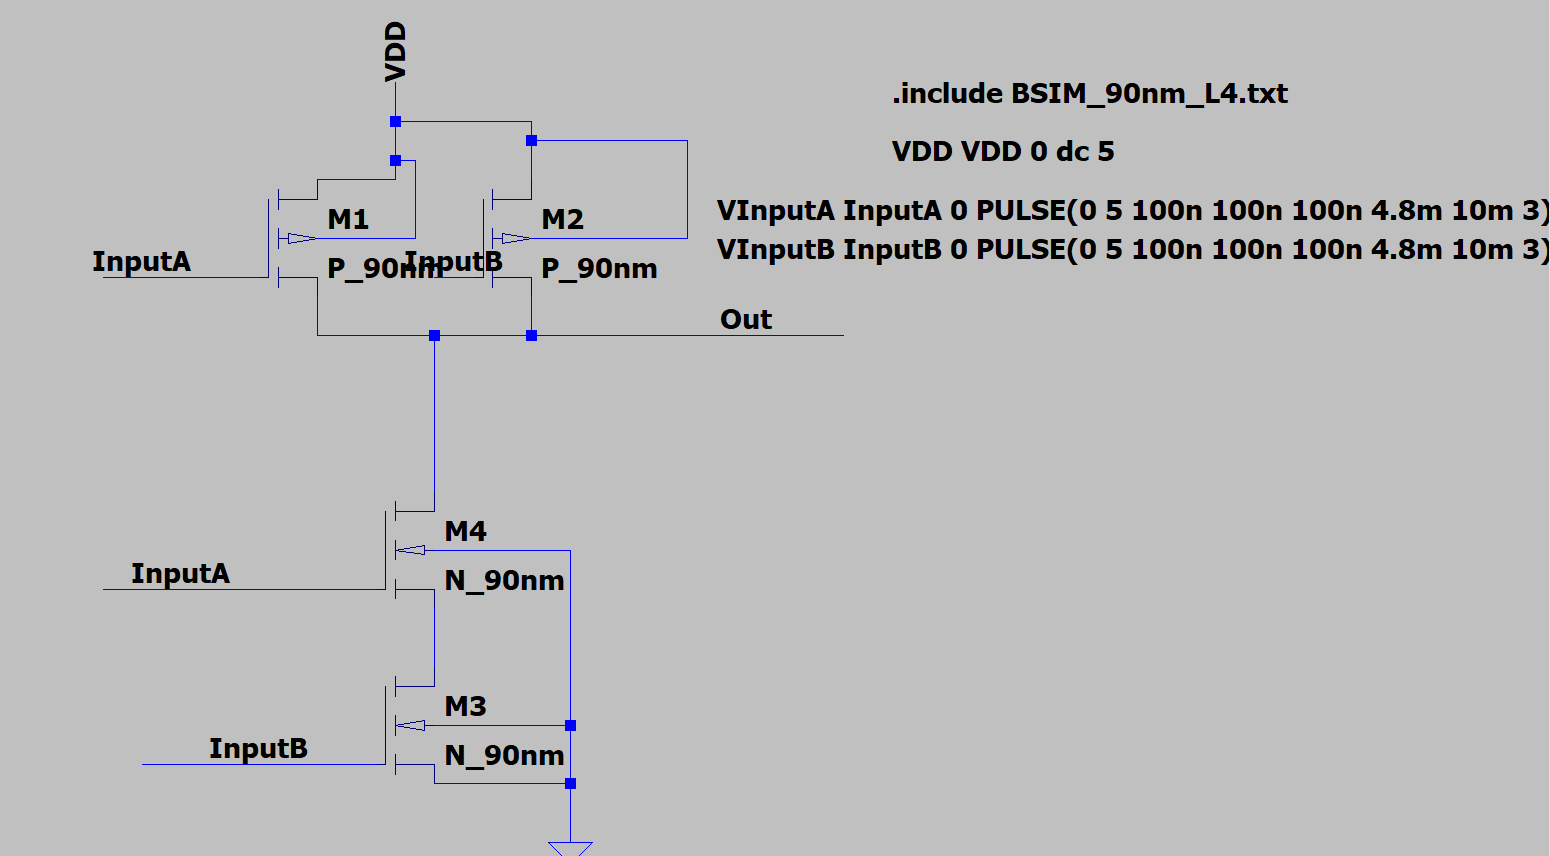 VDD
.include BSIM_90nm_L4.txt
VDD VDD 0 dc 5
VInputA InputA 0 PULSE(0 5 100n 100n 100n 4.8m 10m 3)
VInputB InputB 0 PULSE(0 5 100n 100n 100n 4.8m 10m 3)
M1
M2
InputA
P_90nm
InputB
P_90nm
Out
M4
InputA
N_90nm
M3
InputB
N_90nm